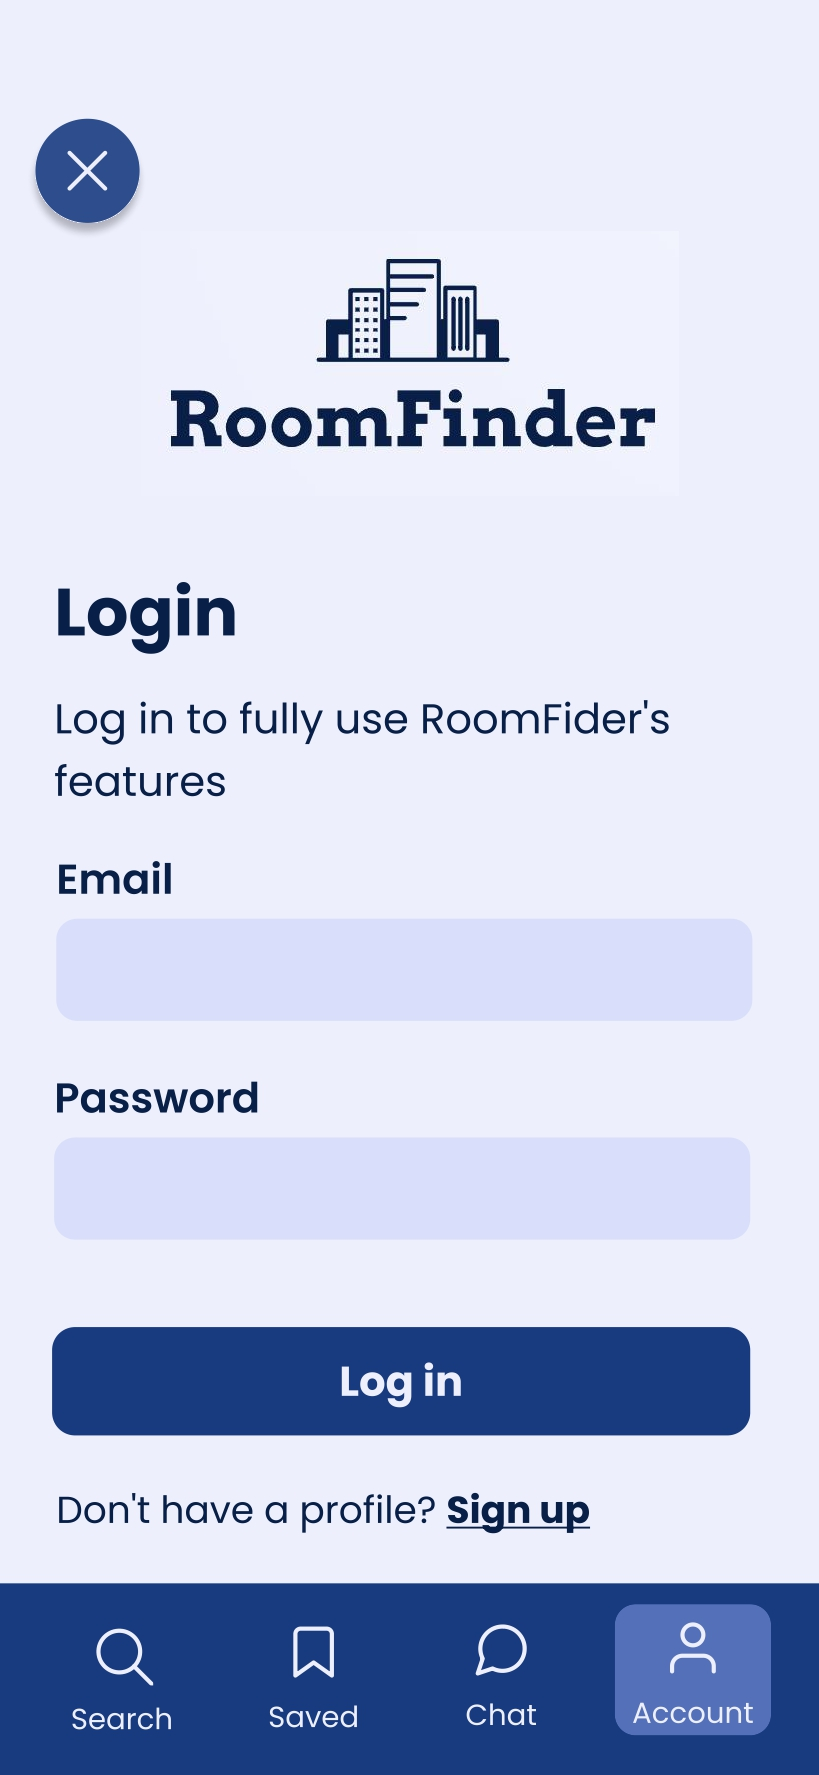 RoomFinder
Login
Log in to fully use RoomFider's
features
Email
Password
Log in
Don't have a profile? Sign up
Search Saved Chat Account